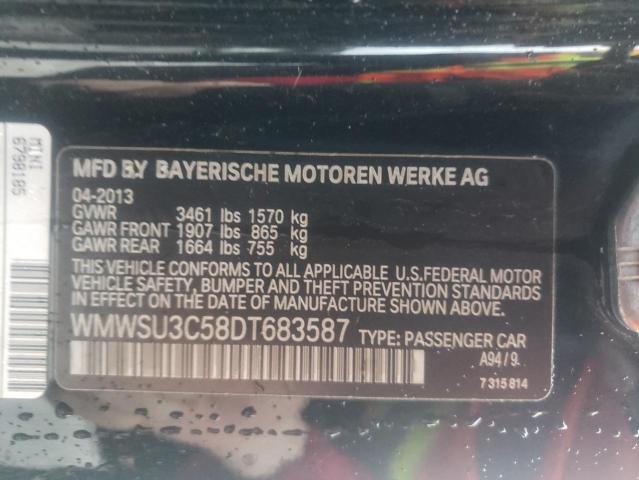 MINI
6798185
MFD BY BAYERISCHE MOTOREN WERKE AG
04-2013
GVWR 3461 lbs 1570 kg
GAWR FRONT 1907 lbs 865 kg
GAWR REAR 1664 lbs 755 kg
THIS VEHICLE CONFORMS TO ALL APPLICABLE U.S.FEDERAL MOTOR
VEHICLE SAFETY, BUMPER AND THEFT PREVENTION STANDARDS
IN EFFECT ON THE DATE OF MANUFACTURE SHOWN ABOVE.
WMWSU3C58DT683587 TYPE: PASSENGER CAR
A94/9
7315814